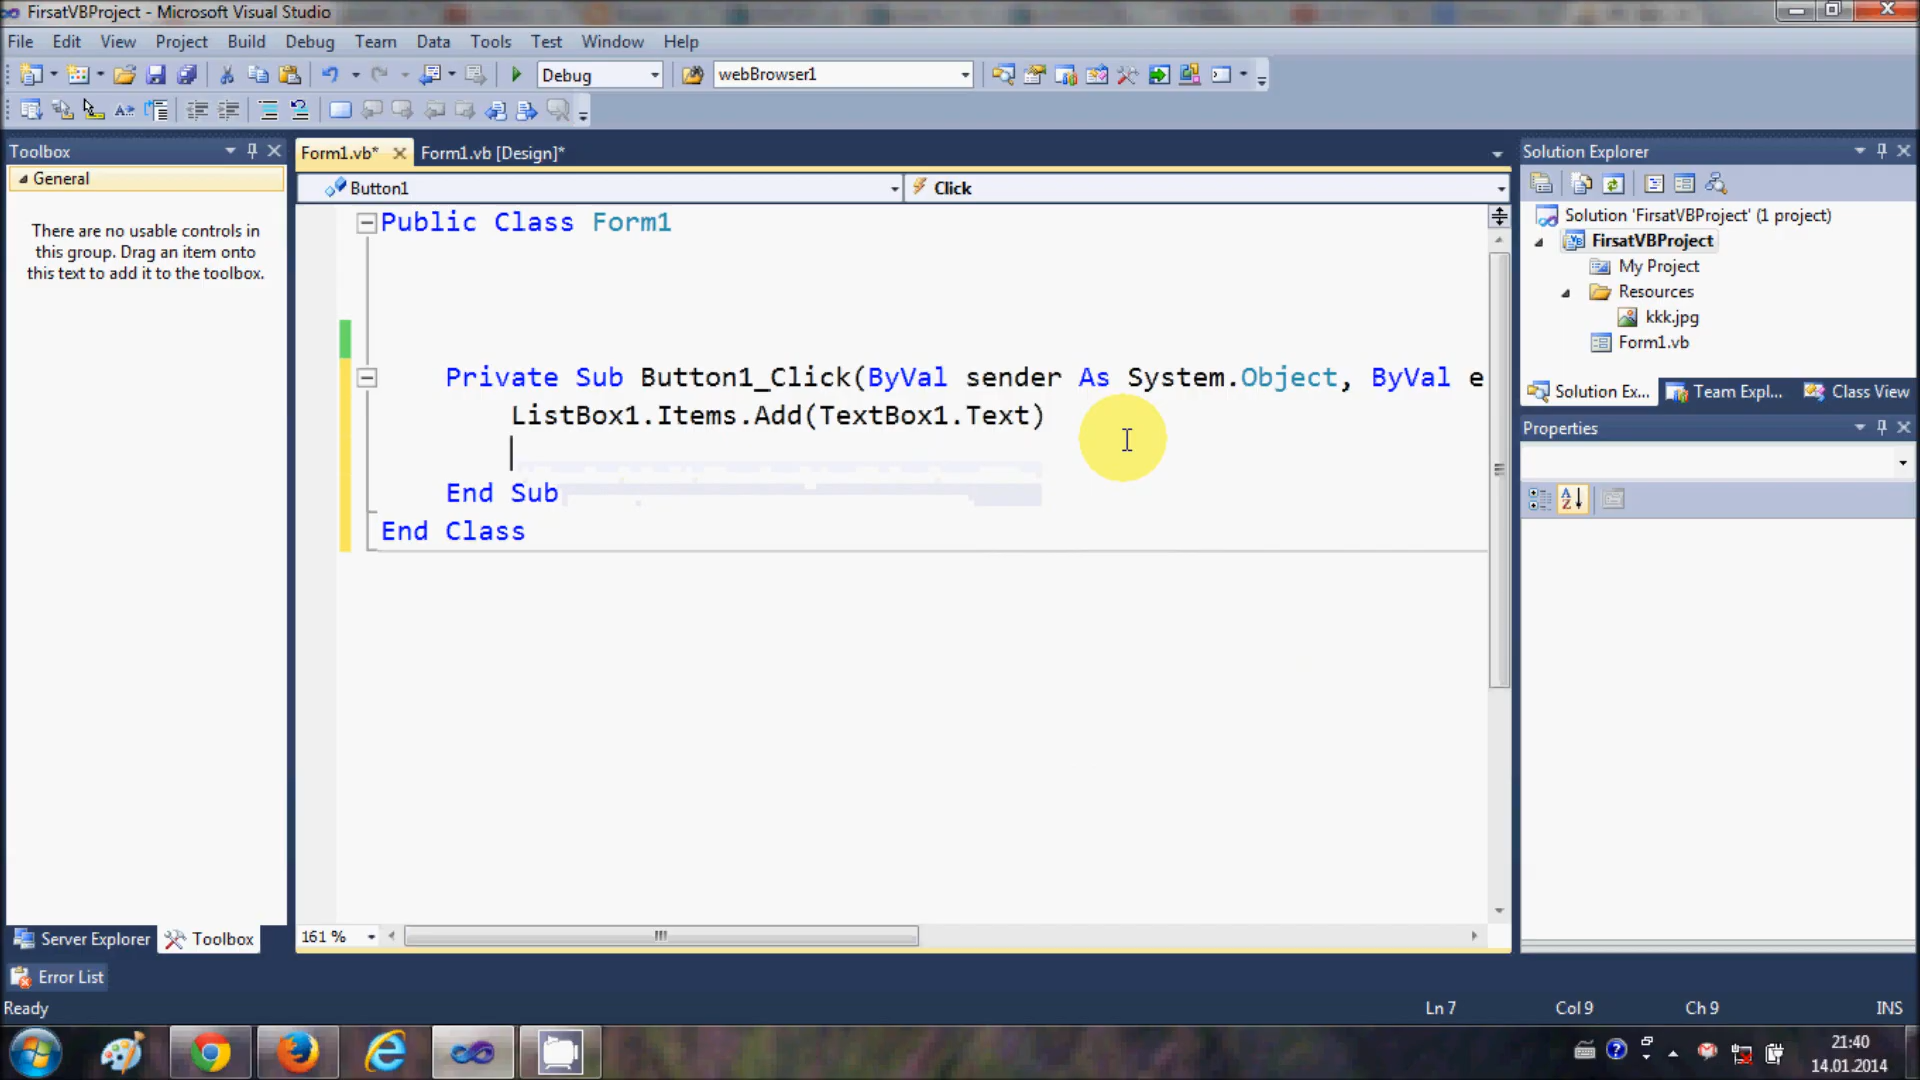 FirsatVBProject - Microsoft Visual Studio
File Edit View Project Build Debug Team Data Tools Test Window Help
Debug webBrowser1
Toolbox
General
There are no usable controls in
this group. Drag an item onto
this text to add it to the toolbox.
Form1.vb* Form1.vb [Design]*
Button1 Click
Public Class Form1
Private Sub Button1_Click(ByVal sender As System.Object, ByVal e
ListBox1.Items.Add(TextBox1.Text)
End Sub
End Class
161 %
Solution Explorer
Solution 'FirsatVBProject' (1 project)
FirsatVBProject
My Project
Resources
kkk.jpg
Form1.vb
Solution Ex... Team Expl... Class View
Properties
Server Explorer Toolbox
Error List
Ready Ln 7 Col 9 Ch 9 INS
21:40
14.01.2014